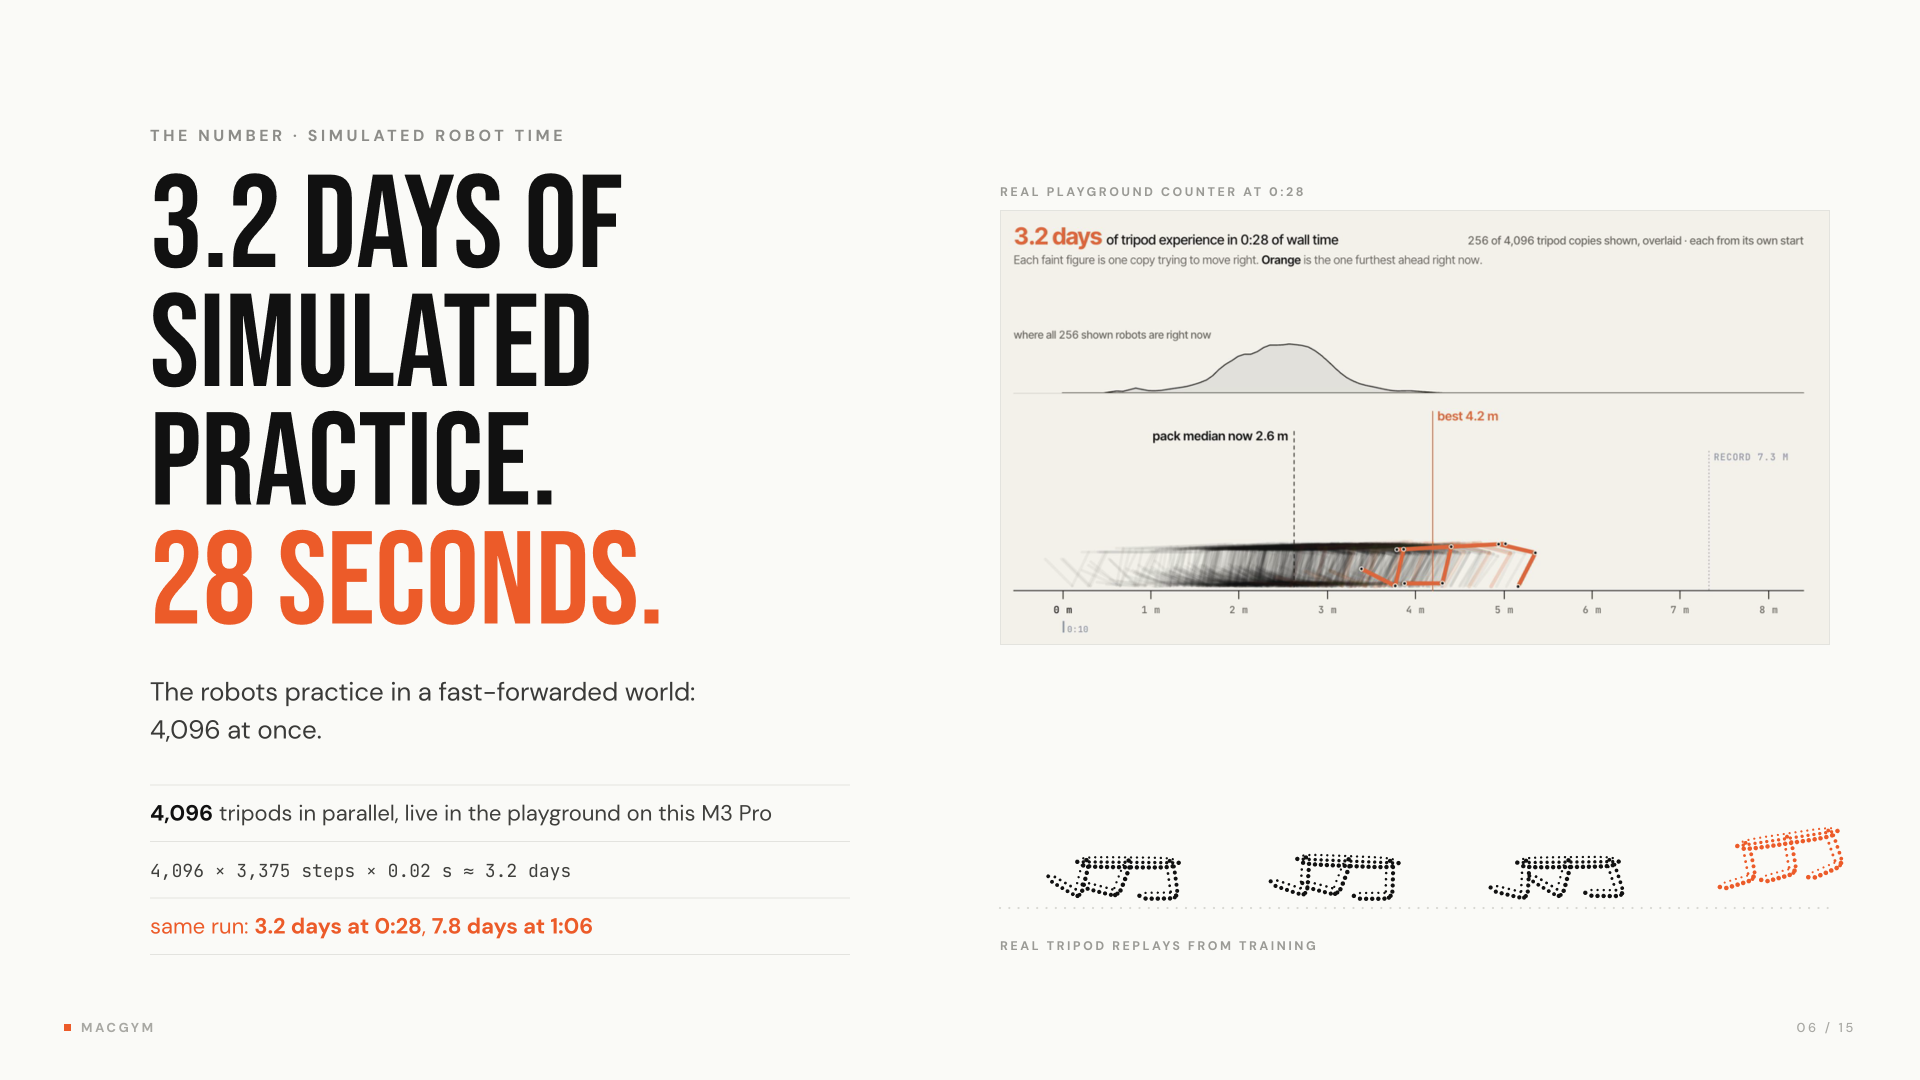 THE NUMBER · SIMULATED ROBOT TIME
3.2 DAYS OF
SIMULATED
PRACTICE.
28 SECONDS.
The robots practice in a fast-forwarded world:
4,096 at once.
4,096 tripods in parallel, live in the playground on this M3 Pro
4,096 × 3,375 steps × 0.02 s ≈ 3.2 days
same run: 3.2 days at 0:28, 7.8 days at 1:06
REAL PLAYGROUND COUNTER AT 0:28
3.2 days of tripod experience in 0:28 of wall time
256 of 4,096 tripod copies shown, overlaid · each from its own start
Each faint figure is one copy trying to move right. Orange is the one furthest ahead right now.
where all 256 shown robots are right now
best 4.2 m
pack median now 2.6 m
RECORD 7.3 M
0 m 1 m 2 m 3 m 4 m 5 m 6 m 7 m 8 m
0:10
REAL TRIPOD REPLAYS FROM TRAINING
MACGYM
06 / 15